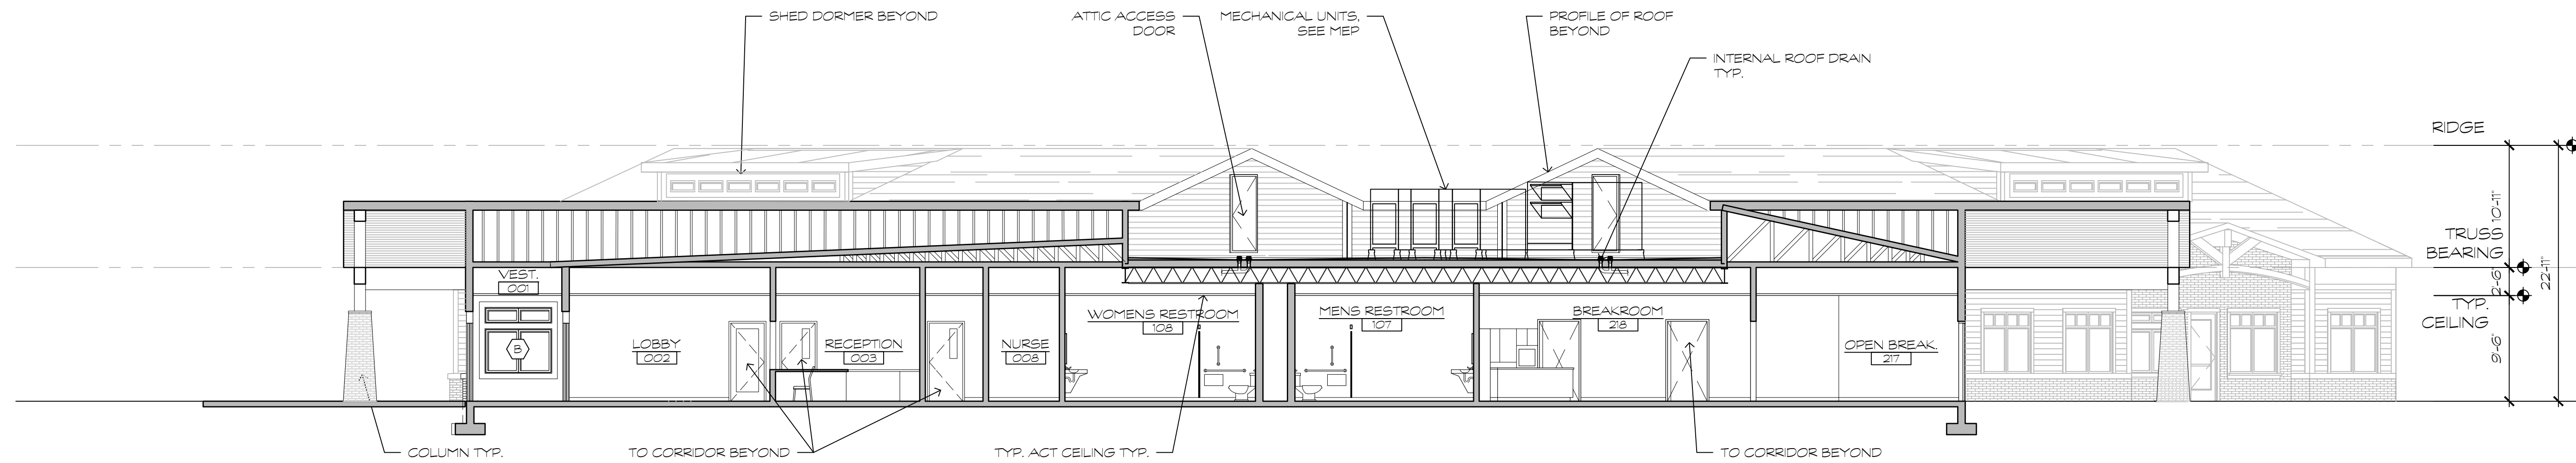 SHED DORMER BEYOND
ATTIC ACCESS
DOOR
MECHANICAL UNITS,
SEE MEP
PROFILE OF ROOF
BEYOND
INTERNAL ROOF DRAIN
TYP.
RIDGE
10'-11"
TRUSS
BEARING
2'-6"
22'-11"
TYP.
CEILING
9'-6"
VEST.
001
B
LOBBY
002
RECEPTION
003
NURSE
008
WOMENS RESTROOM
108
MENS RESTROOM
107
BREAKROOM
218
OPEN BREAK.
217
COLUMN TYP.
TO CORRIDOR BEYOND
TYP. ACT CEILING TYP.
TO CORRIDOR BEYOND